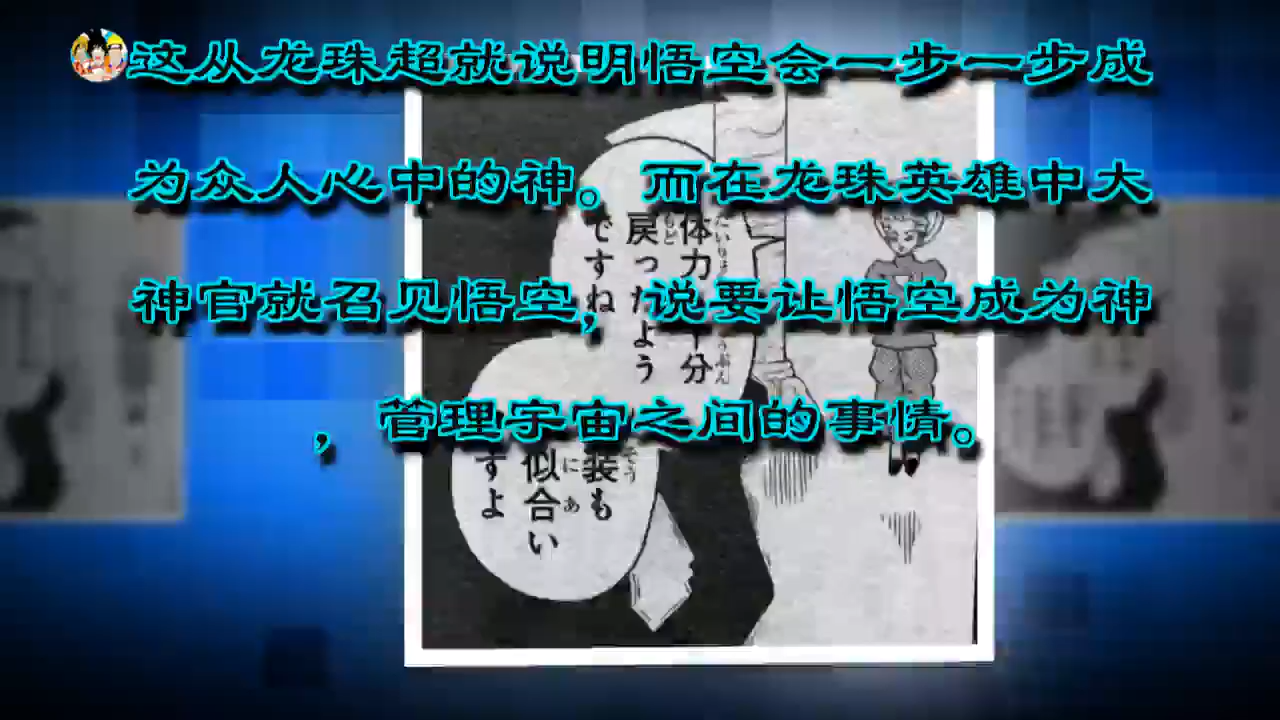 这从龙珠超就说明悟空会一步一步成
为众人心中的神。而在龙珠英雄中大
神官就召见悟空，说要让悟空成为神
，管理宇宙之间的事情。
体力
分
戻ったよう
ですね
装も
似合い
すよ